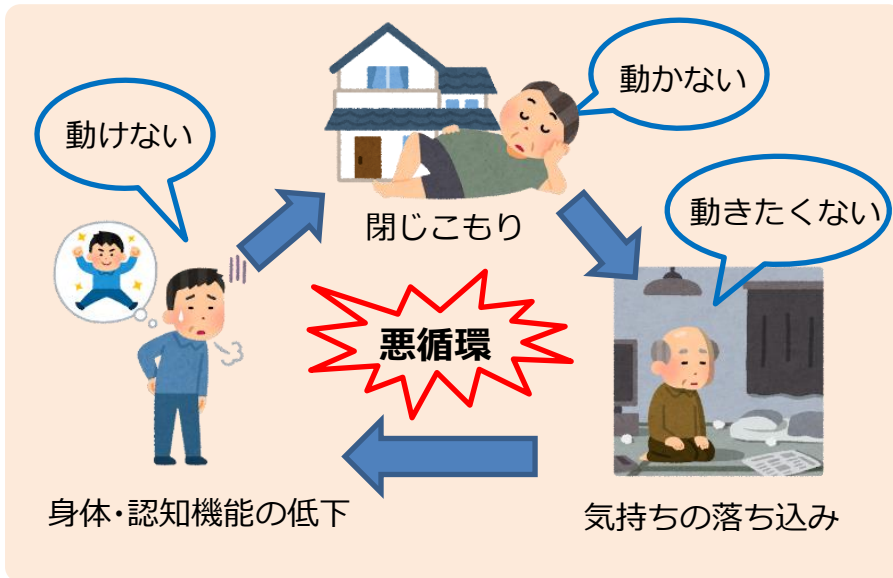 動かない
動けない
動きたくない
閉じこもり
悪循環
身体・認知機能の低下
気持ちの落ち込み